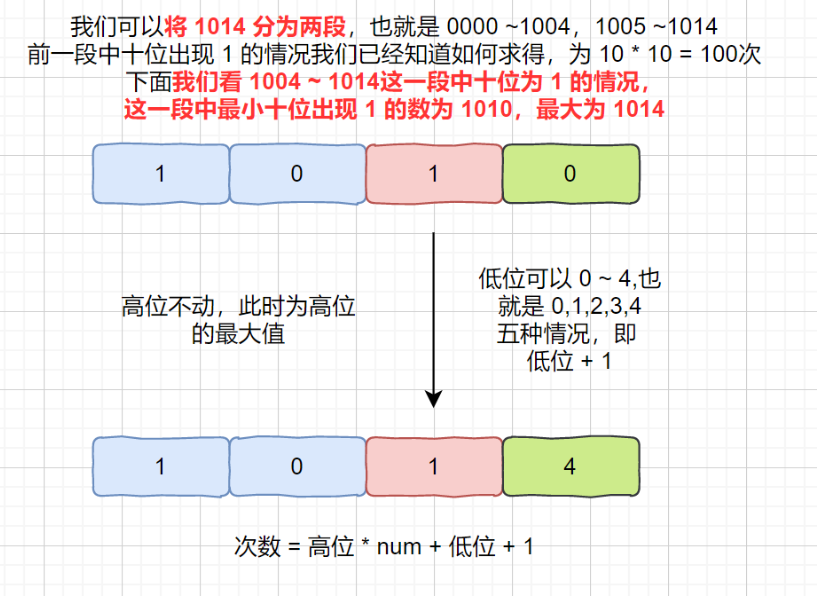 我们可以将 1014 分为两段，也就是 0000 ~1004，1005 ~1014
前一段中十位出现 1 的情况我们已经知道如何求得，为 10 * 10 = 100次
下面我们看 1004 ~ 1014这一段中十位为 1 的情况，
这一段中最小十位出现 1 的数为 1010，最大为 1014
1 0 1 0
高位不动，此时为高位
的最大值
低位可以 0 ~ 4,也
就是 0,1,2,3,4
五种情况，即
低位 + 1
1 0 1 4
次数 = 高位 * num + 低位 + 1